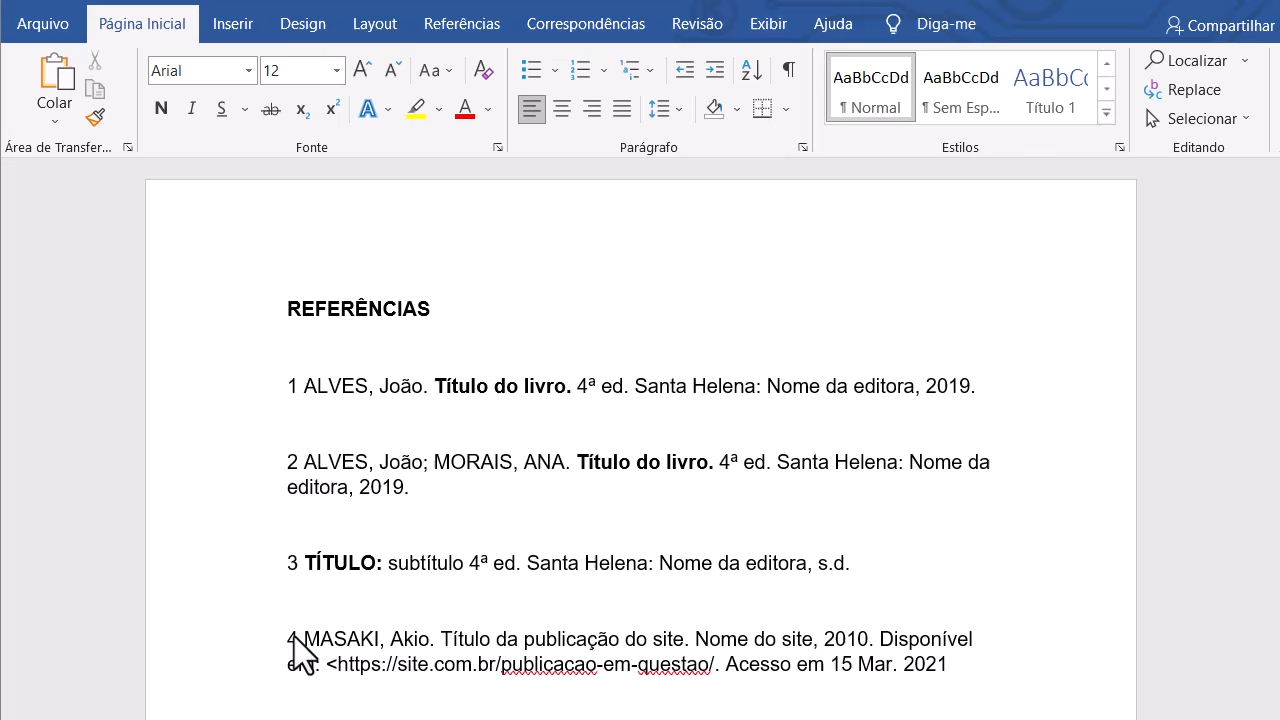 Arquivo Página Inicial Inserir Design Layout Referências Correspondências Revisão Exibir Ajuda Diga-me Compartilhar
Colar
Área de Transfer...
Arial 12
Aa
N I S ab x₂ x² A A
Fonte
Parágrafo
AaBbCcDd AaBbCcDd AaBbCc
¶ Normal ¶ Sem Esp... Título 1
Estilos
Localizar
Replace
Selecionar
Editando
REFERÊNCIAS
1 ALVES, João. Título do livro. 4ª ed. Santa Helena: Nome da editora, 2019.
2 ALVES, João; MORAIS, ANA. Título do livro. 4ª ed. Santa Helena: Nome da
editora, 2019.
3 TÍTULO: subtítulo 4ª ed. Santa Helena: Nome da editora, s.d.
4 MASAKI, Akio. Título da publicação do site. Nome do site, 2010. Disponível
<https://site.com.br/publicacao-em-questao/. Acesso em 15 Mar. 2021